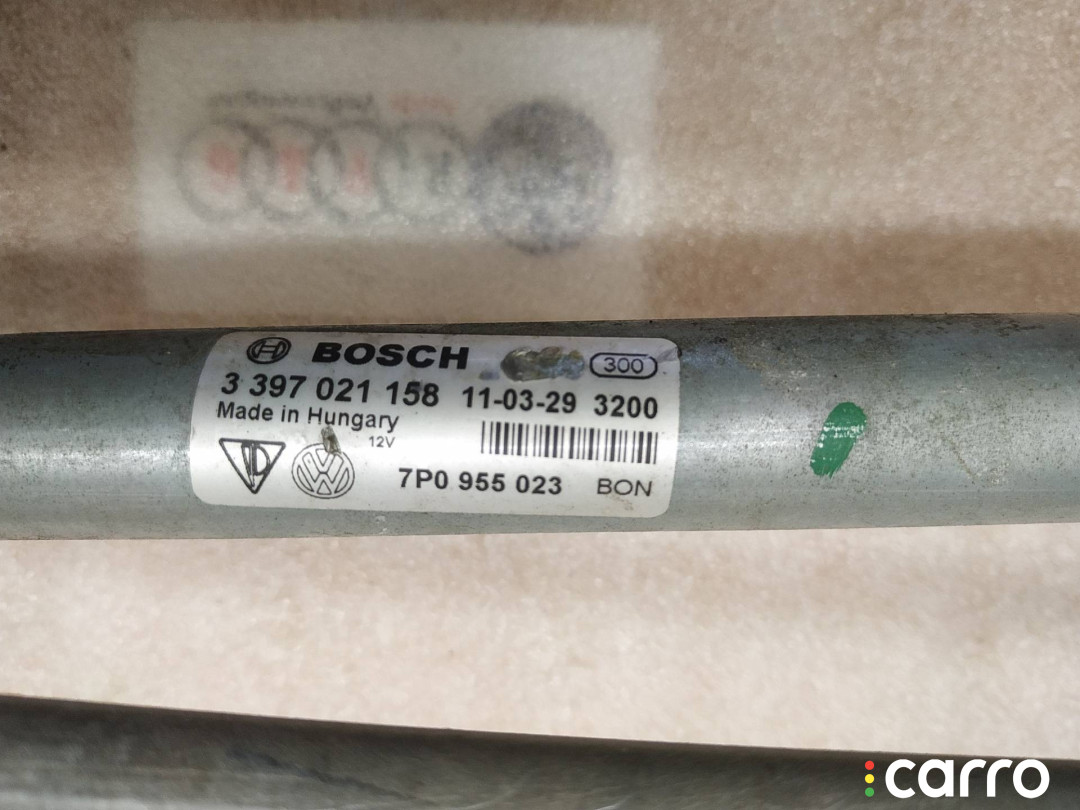 BOSCH 300
3 397 021 158 11-03-29 3200
Made in Hungary
12V
7P0 955 023 BON
carro